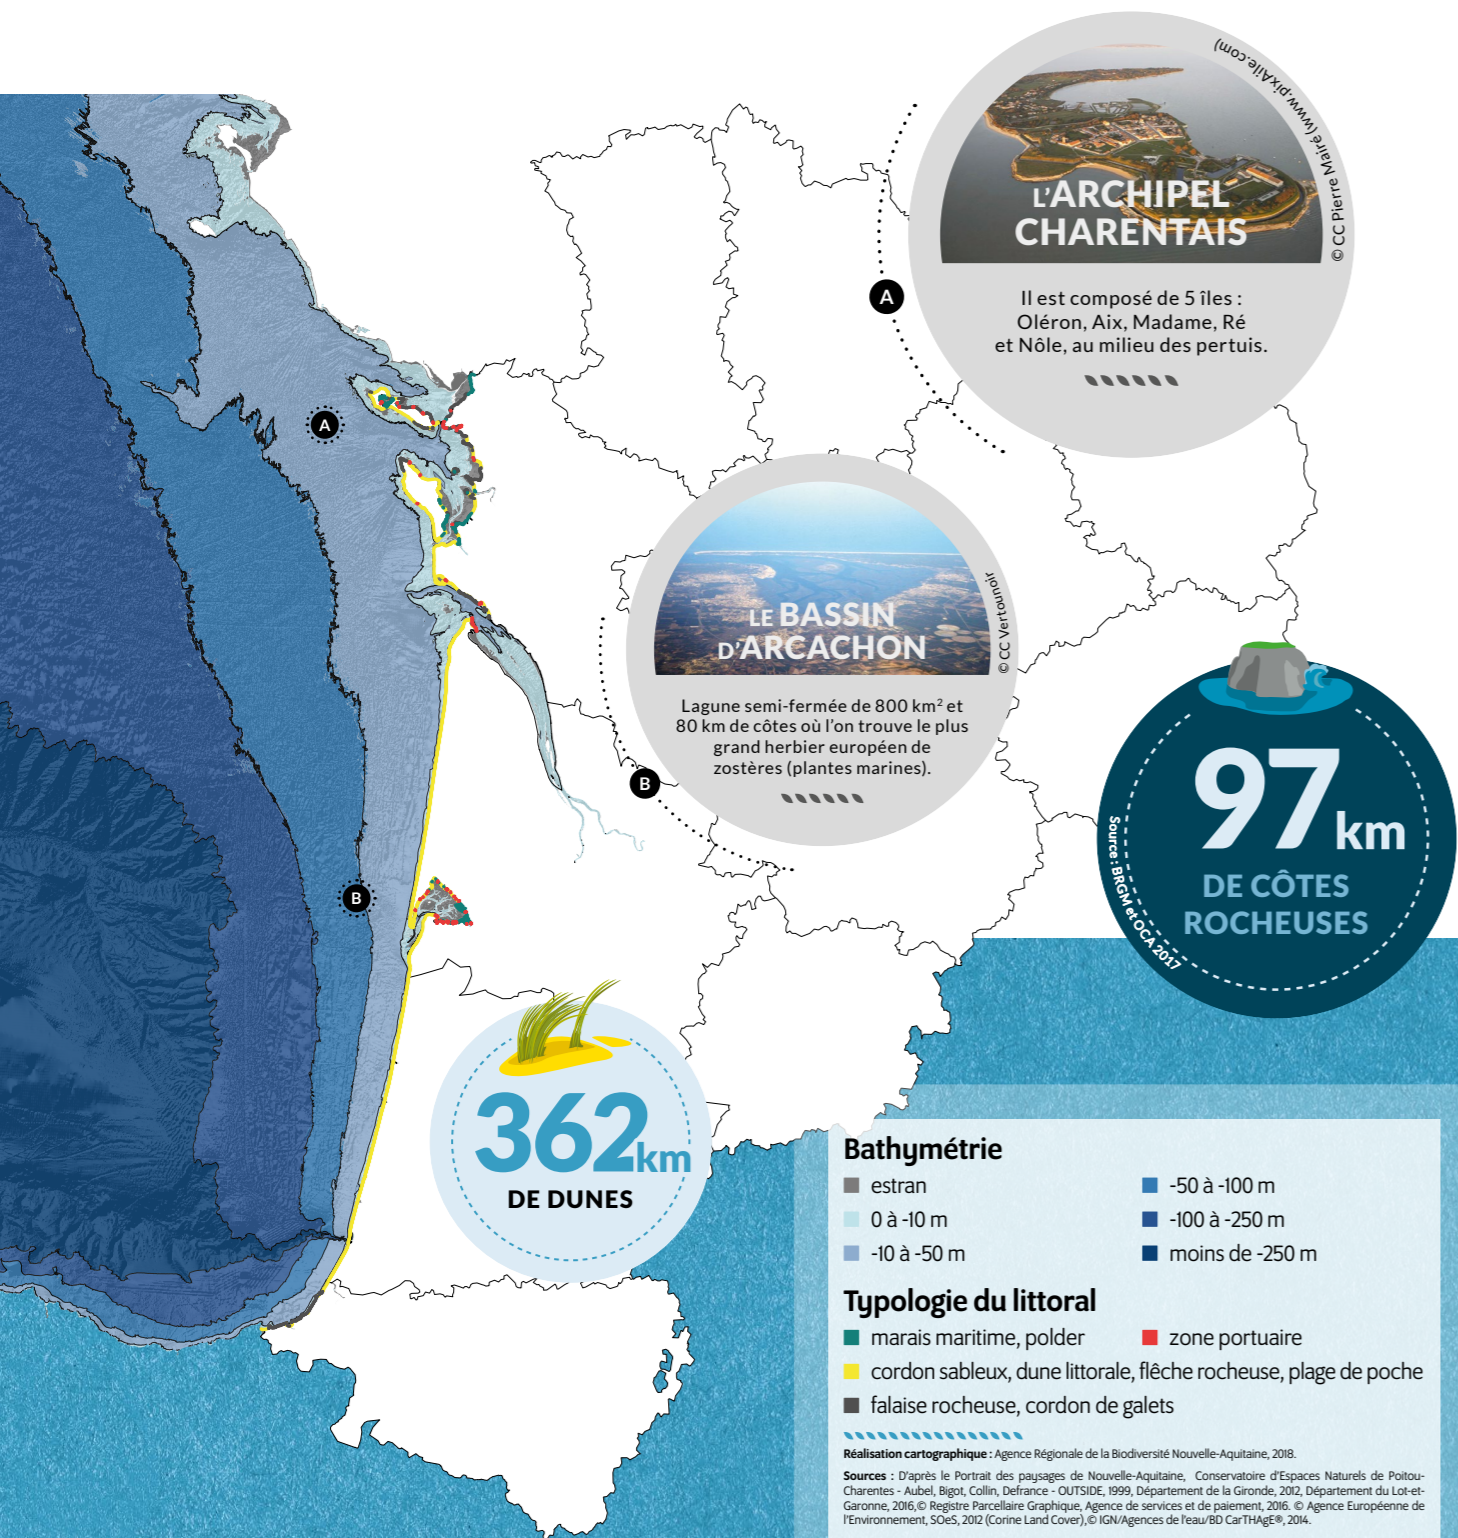 © CC Pierre Mairé (www.pixAile.com)
L'ARCHIPEL
CHARENTAIS
A
Il est composé de 5 îles :
Oléron, Aix, Madame, Ré
et Nôle, au milieu des pertuis.
A
© CC Vertounoir
LE BASSIN
D'ARCACHON
Lagune semi-fermée de 800 km² et
80 km de côtes où l'on trouve le plus
grand herbier européen de
zostères (plantes marines).
B
B
97 km
DE CÔTES
ROCHEUSES
Source : BRGM et OCA 2017
362 km
DE DUNES
Bathymétrie
estran
0 à -10 m
-10 à -50 m
-50 à -100 m
-100 à -250 m
moins de -250 m
Typologie du littoral
marais maritime, polder
zone portuaire
cordon sableux, dune littorale, flêche rocheuse, plage de poche
falaise rocheuse, cordon de galets
Réalisation cartographique : Agence Régionale de la Biodiversité Nouvelle-Aquitaine, 2018.
Sources : D'après le Portrait des paysages de Nouvelle-Aquitaine, Conservatoire d'Espaces Naturels de Poitou-
Charentes - Aubel, Bigot, Collin, Defrance - OUTSIDE, 1999, Département de la Gironde, 2012, Département du Lot-et-
Garonne, 2016,© Registre Parcellaire Graphique, Agence de services et de paiement, 2016. © Agence Européenne de
l'Environnement, SOeS, 2012 (Corine Land Cover),© IGN/Agences de l'eau/BD CarTHAgE®, 2014.